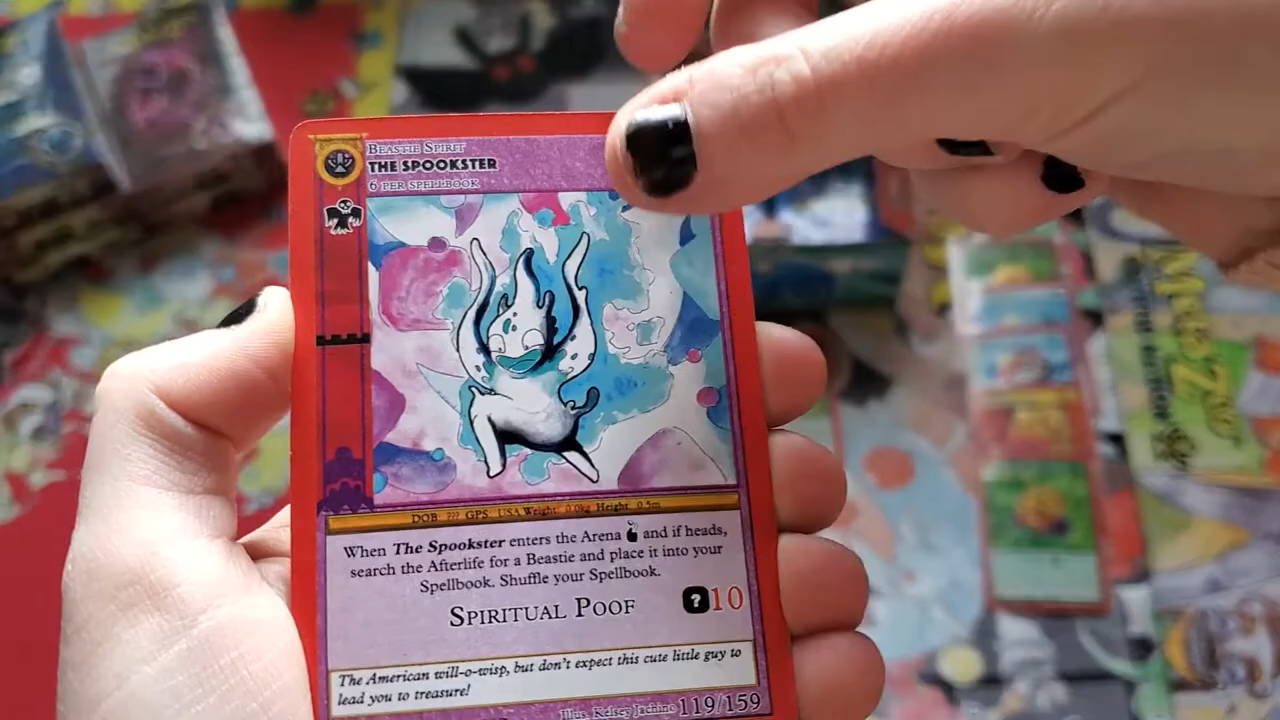 BEASTIE SPIRIT
THE SPOOKSTER
6 PER SPELLBOOK
DOB: ??? GPS: USA Weight: 0.0kg Height: 0.5m
When The Spookster enters the Arena and if heads,
search the Afterlife for a Beastie and place it into your
Spellbook. Shuffle your Spellbook.
SPIRITUAL POOF
? 10
The American will-o-wisp, but don't expect this cute little guy to
lead you to treasure!
Illus. Kelsey Jachino 119/159
MetaZoo